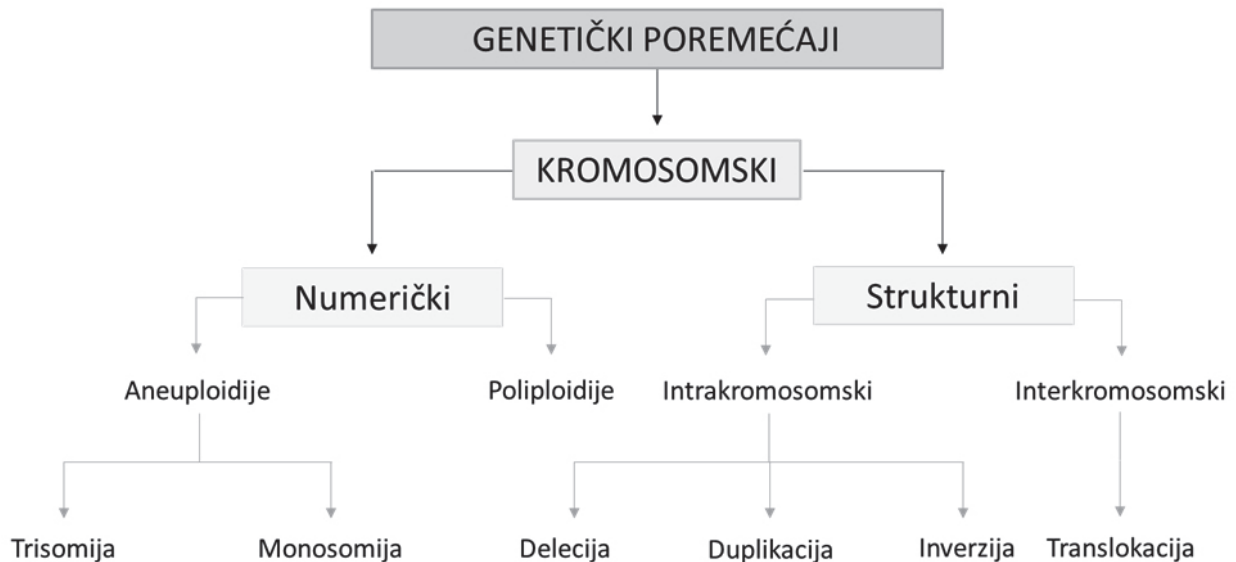 GENETIČKI POREMEĆAJI
KROMOSOMSKI
Numerički
Strukturni
Aneuploidije
Poliploidije
Intrakromosomski
Interkromosomski
Trisomija
Monosomija
Delecija
Duplikacija
Inverzija
Translokacija